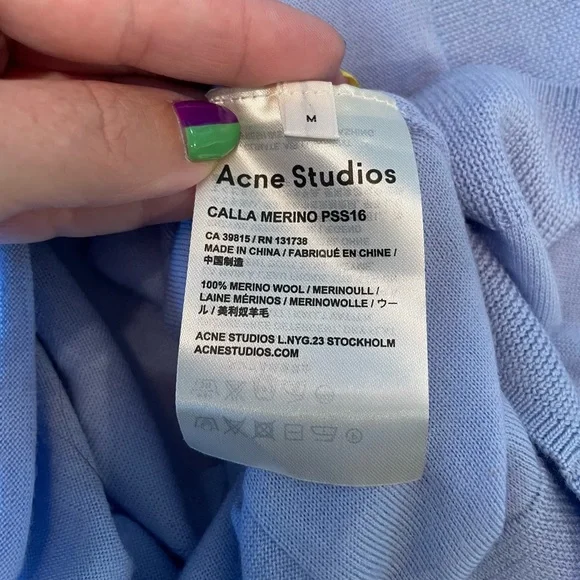 M
Acne Studios
CALLA MERINO PSS16
CA 39815 / RN 131738
MADE IN CHINA / FABRIQUÉ EN CHINE /
中国制造
100% MERINO WOOL / MERINOULL /
LAINE MÉRINOS / MERINOWOLLE / ウー
ル / 美利奴羊毛
ACNE STUDIOS L.NYG.23 STOCKHOLM
ACNESTUDIOS.COM